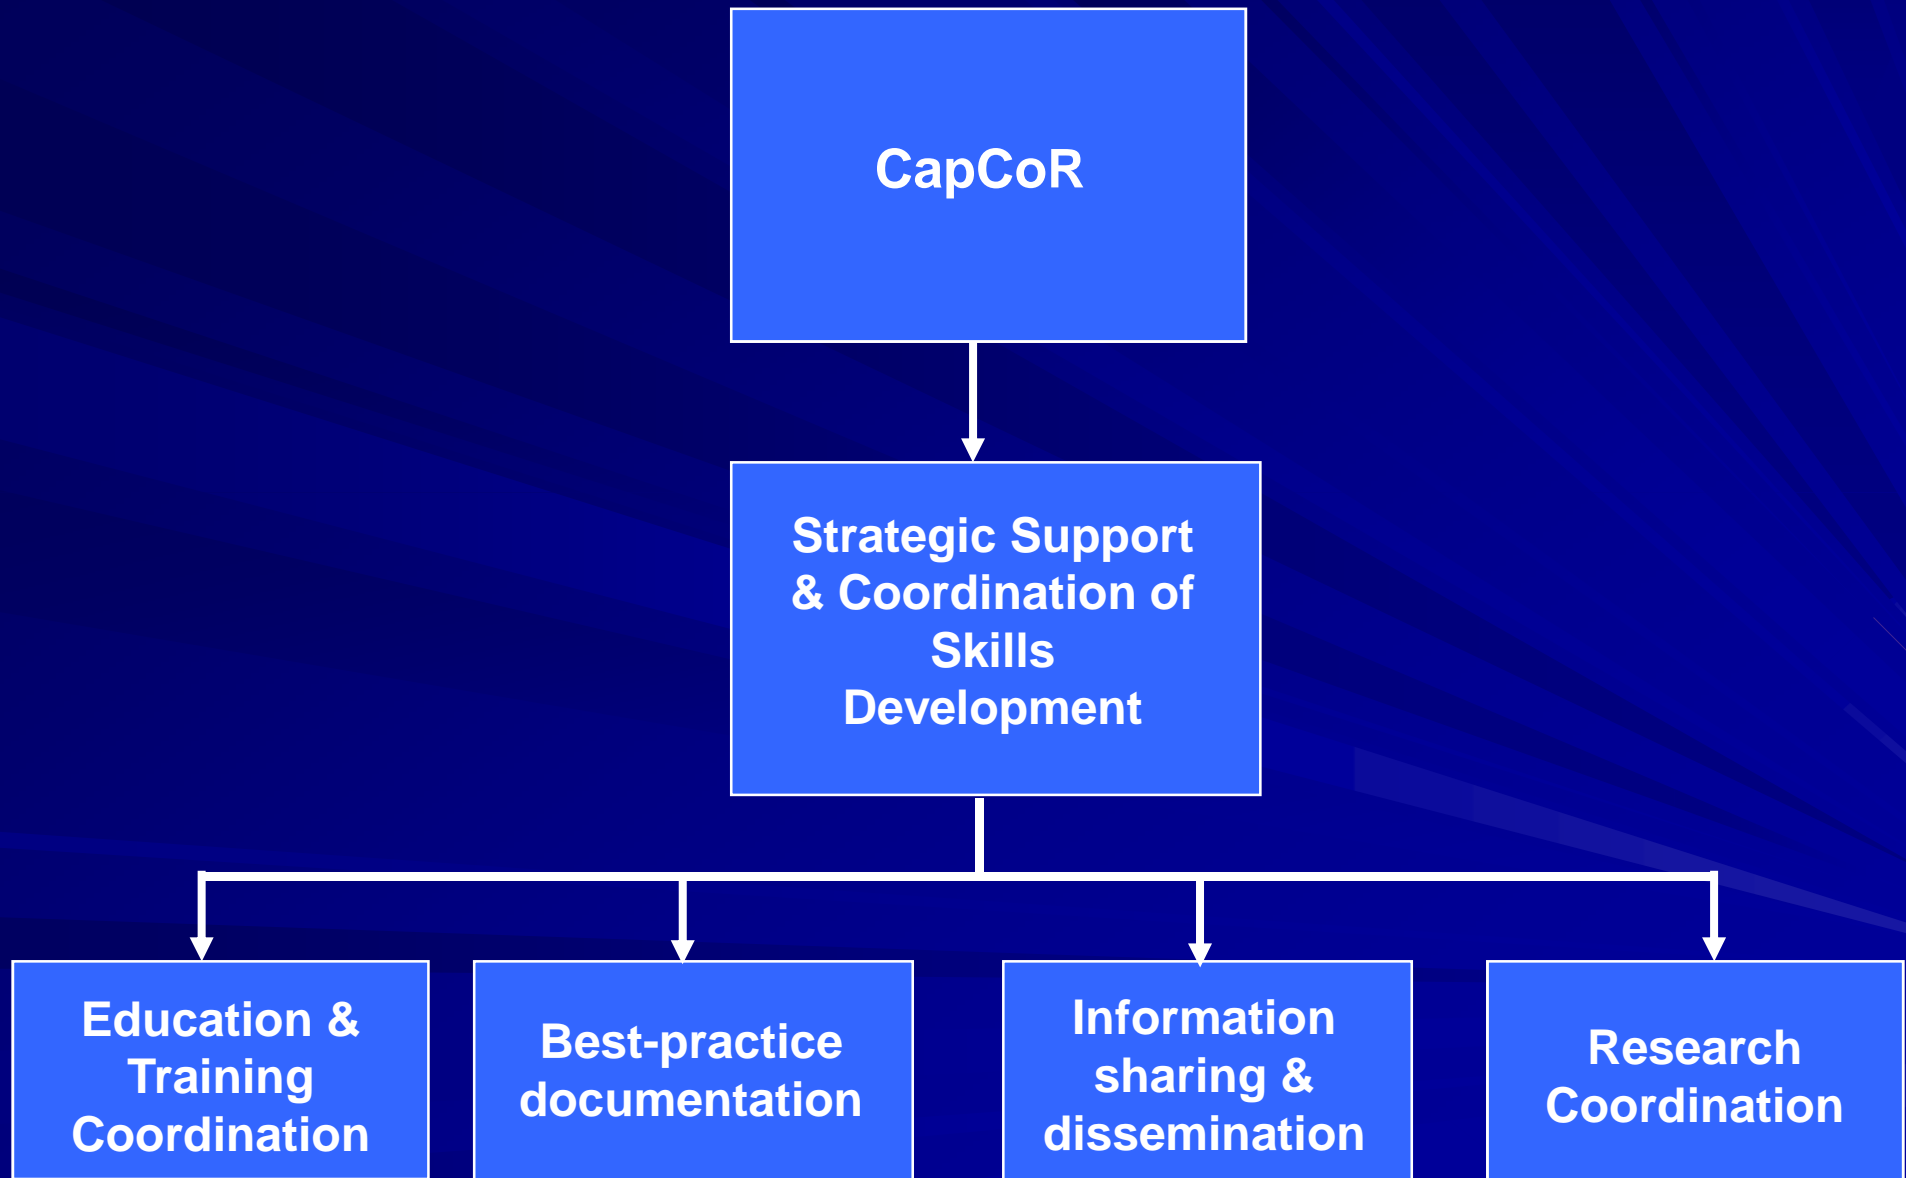 CapCoR
Strategic Support
& Coordination of
Skills
Development
Education &
Training
Coordination
Best-practice
documentation
Information
sharing &
dissemination
Research
Coordination